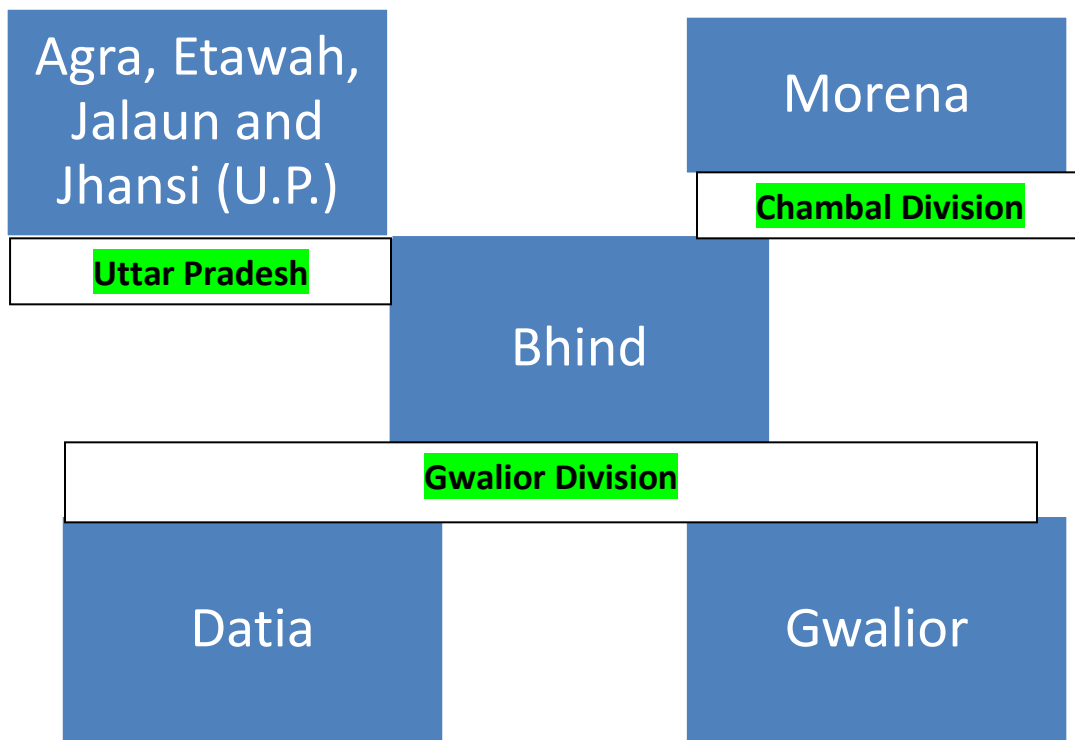 Agra, Etawah,
Jalaun and
Jhansi (U.P.)
Uttar Pradesh
Morena
Chambal Division
Bhind
Gwalior Division
Datia
Gwalior